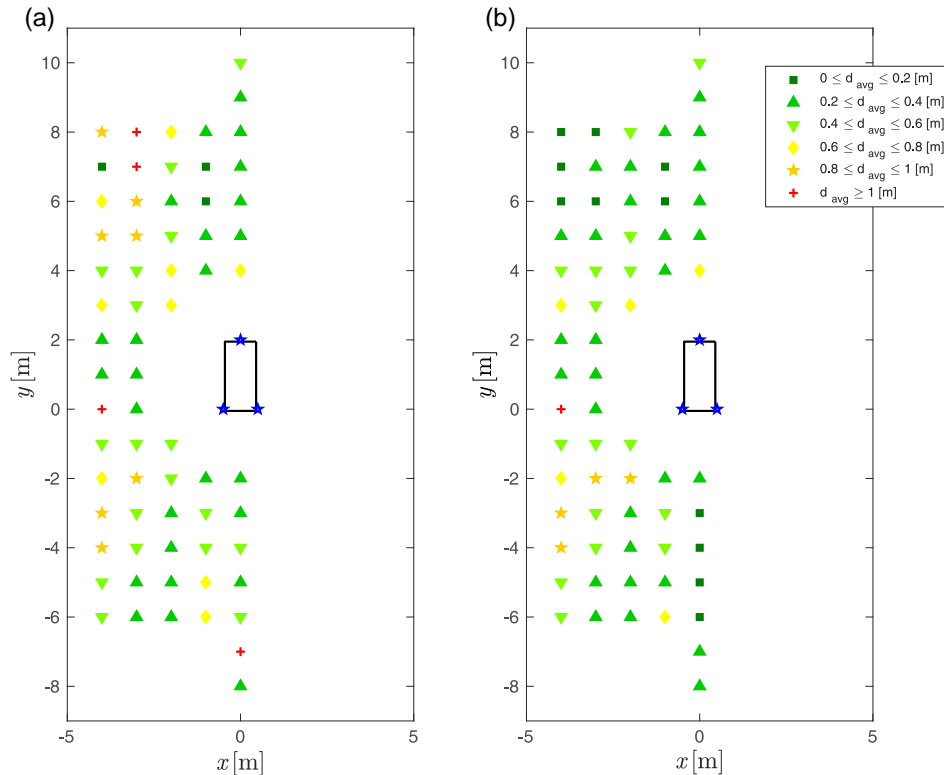 (a)
(b)
10
8
6
4
2
0
-2
-4
-6
-8
-5
0
5
x [m]
y [m]
10
8
6
4
2
0
-2
-4
-6
-8
-5
0
5
x [m]
y [m]
0 ≤ d avg ≤ 0.2 [m]
0.2 ≤ d avg ≤ 0.4 [m]
0.4 ≤ d avg ≤ 0.6 [m]
0.6 ≤ d avg ≤ 0.8 [m]
0.8 ≤ d avg ≤ 1 [m]
d avg ≥ 1 [m]